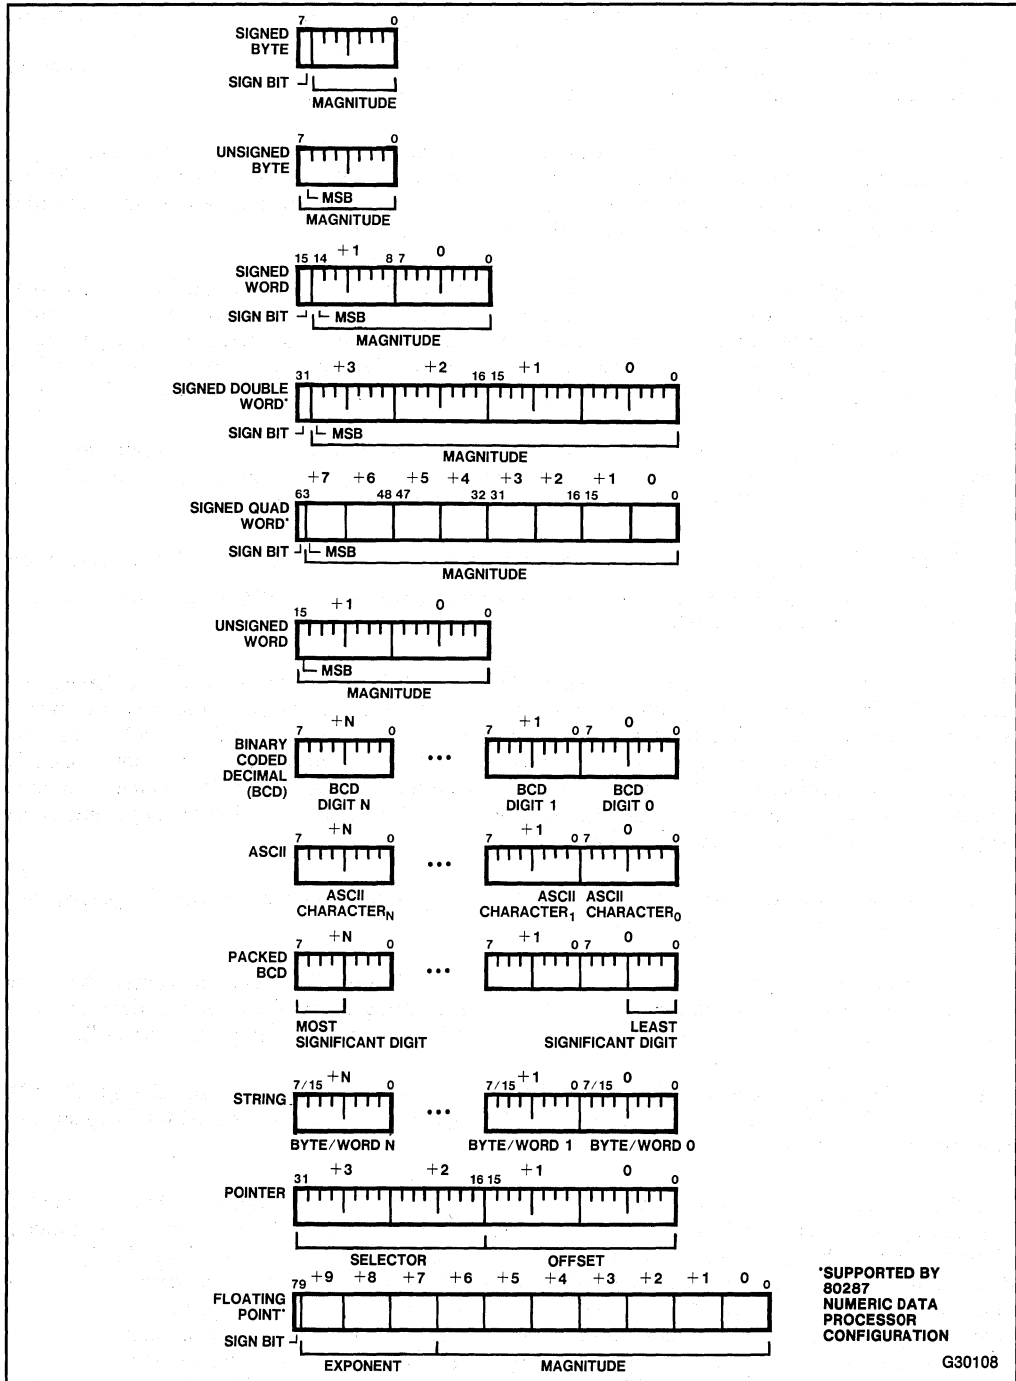 7 0
SIGNED
BYTE
SIGN BIT
MAGNITUDE
7 0
UNSIGNED
BYTE
MSB
MAGNITUDE
+1 0
15 14 8 7 0
SIGNED
WORD
SIGN BIT MSB
MAGNITUDE
+3 +2 +1 0
31 16 15 0
SIGNED DOUBLE
WORD*
SIGN BIT MSB
MAGNITUDE
+7 +6 +5 +4 +3 +2 +1 0
63 48 47 32 31 16 15 0
SIGNED QUAD
WORD*
SIGN BIT MSB
MAGNITUDE
+1 0
15 0
UNSIGNED
WORD
MSB
MAGNITUDE
+N +1 0
7 0 7 0 7 0
BINARY
CODED
DECIMAL
(BCD)
...
BCD
DIGIT N
BCD
DIGIT 1
BCD
DIGIT 0
+N +1 0
7 0 7 0 7 0
ASCII
...
ASCII
CHARACTERN
ASCII
CHARACTER1
ASCII
CHARACTER0
+N +1 0
7 0 7 0 7 0
PACKED
BCD
...
MOST
SIGNIFICANT DIGIT
LEAST
SIGNIFICANT DIGIT
+N +1 0
7/15 0 7/15 0 7/15 0
STRING
...
BYTE/WORD N BYTE/WORD 1 BYTE/WORD 0
+3 +2 +1 0
31 16 15 0
POINTER
SELECTOR OFFSET
79 +9 +8 +7 +6 +5 +4 +3 +2 +1 0 0
FLOATING
POINT*
SIGN BIT
EXPONENT MAGNITUDE
*SUPPORTED BY
80287
NUMERIC DATA
PROCESSOR
CONFIGURATION
G30108